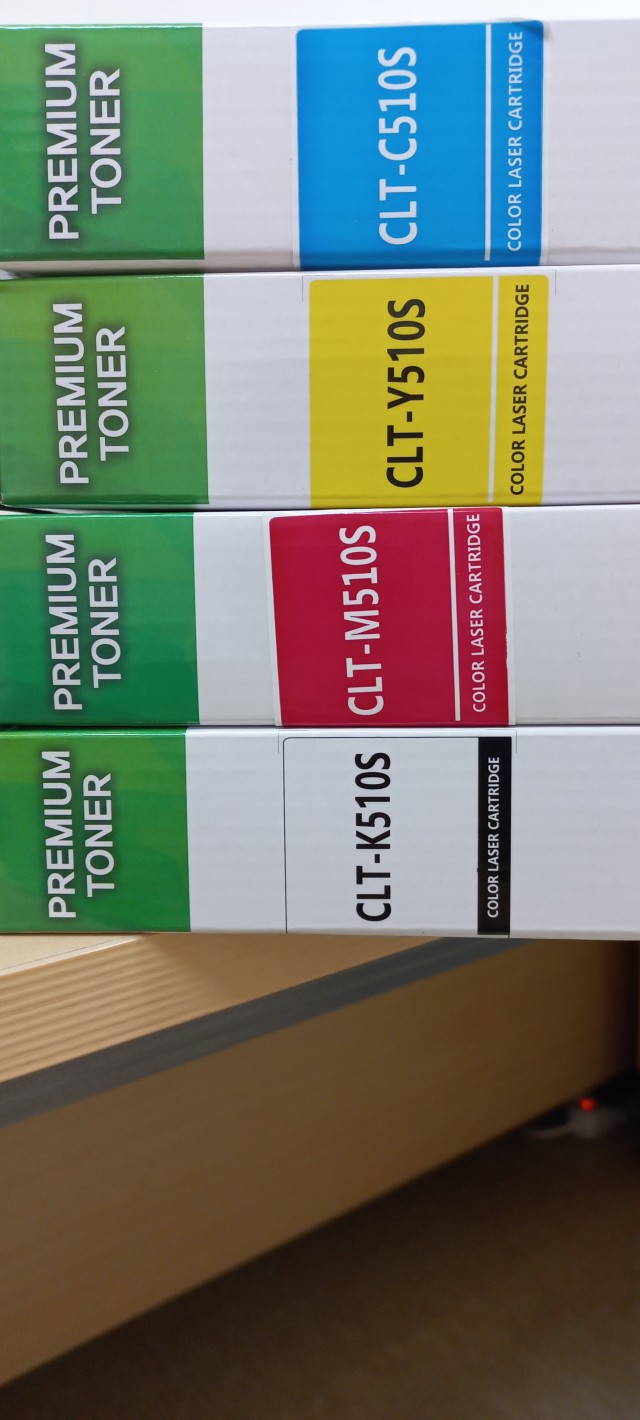 PREMIUM
TONER
CLT-C510S
COLOR LASER CARTRIDGE
PREMIUM
TONER
CLT-Y510S
COLOR LASER CARTRIDGE
PREMIUM
TONER
CLT-M510S
COLOR LASER CARTRIDGE
PREMIUM
TONER
CLT-K510S
COLOR LASER CARTRIDGE